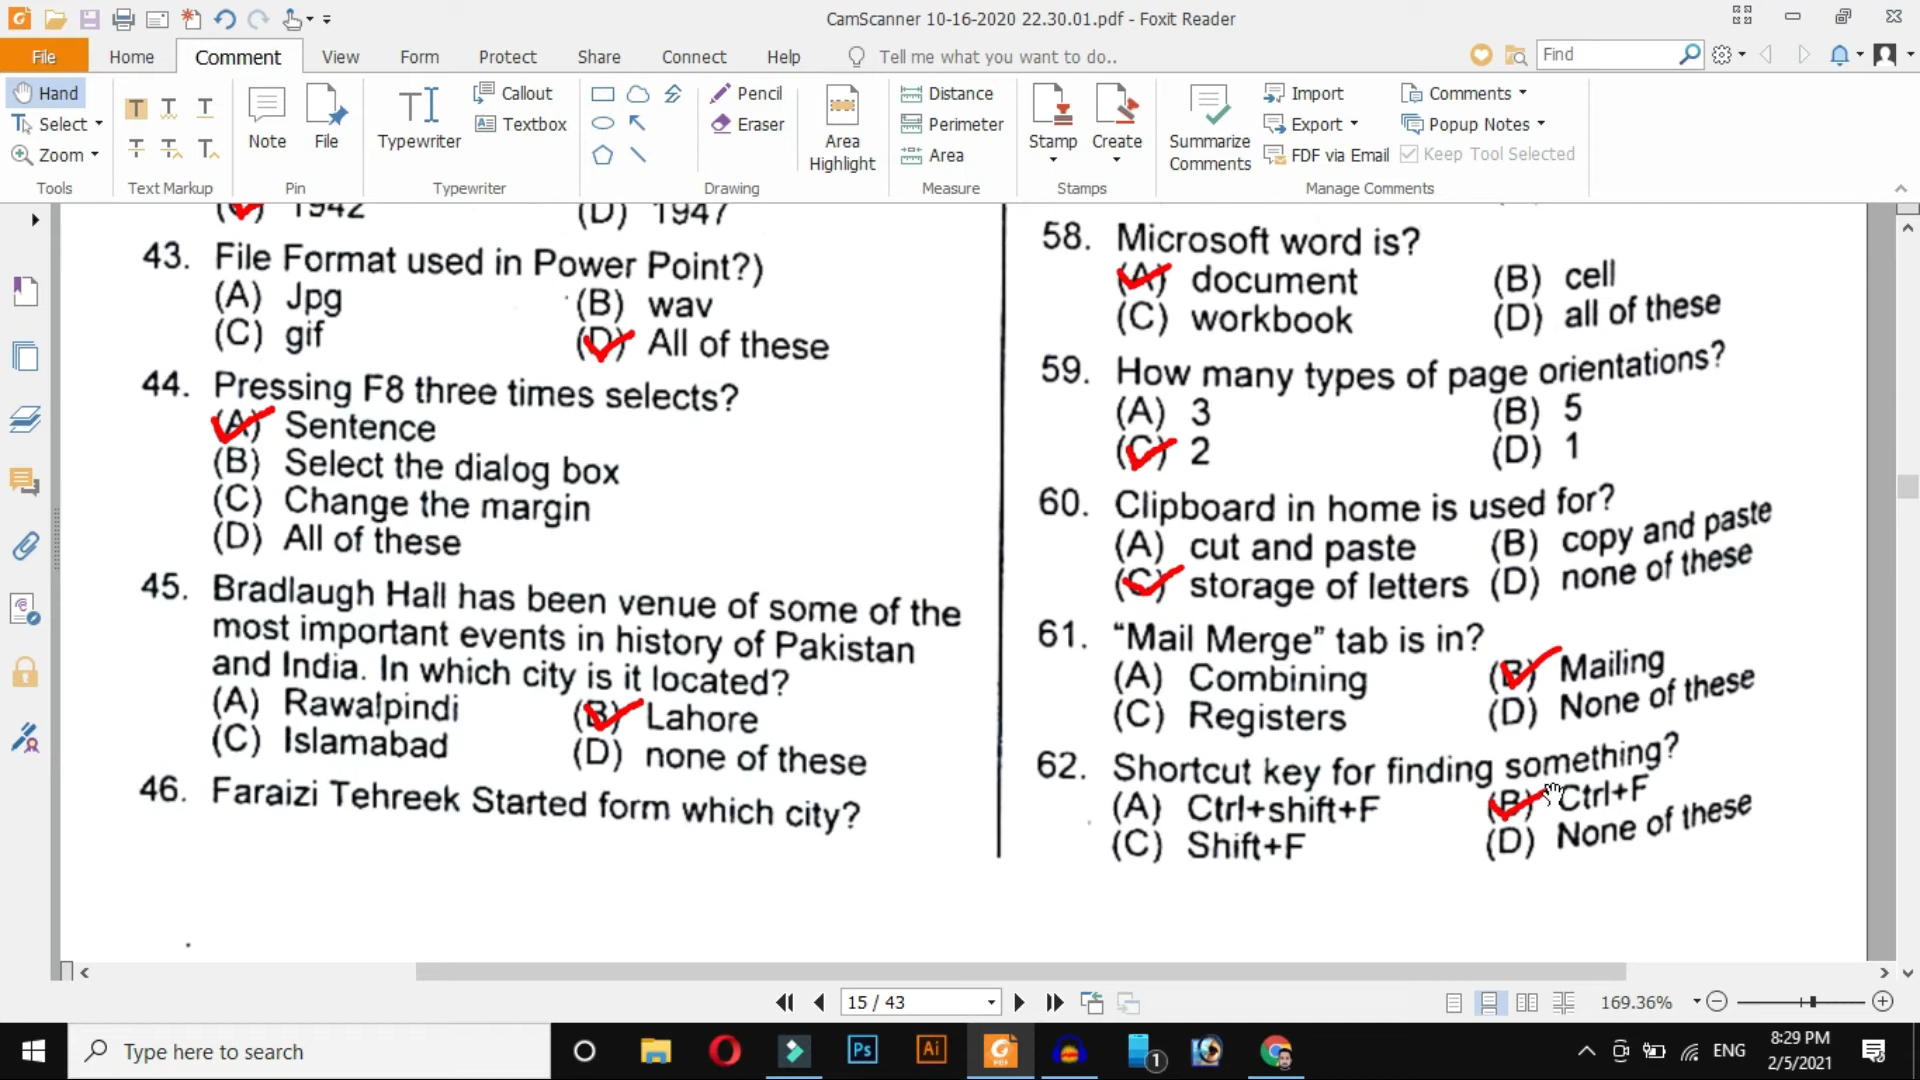 CamScanner 10-16-2020 22.30.01.pdf - Foxit Reader
File Home Comment View Form Protect Share Connect Help Tell me what you want to do.. Find
Hand
Select
Zoom
Tools
Text Markup
Note
File
Pin
Typewriter
Callout
Textbox
Typewriter
Pencil
Eraser
Drawing
Area Highlight
Distance
Perimeter
Area
Measure
Stamp
Create
Stamps
Summarize Comments
Import
Export
FDF via Email
Comments
Popup Notes
Keep Tool Selected
Manage Comments
1942 (D) 1947
43. File Format used in Power Point?)
(A) Jpg (B) wav
(C) gif (D) All of these
44. Pressing F8 three times selects?
(A) Sentence
(B) Select the dialog box
(C) Change the margin
(D) All of these
45. Bradlaugh Hall has been venue of some of the
most important events in history of Pakistan
and India. In which city is it located?
(A) Rawalpindi (B) Lahore
(C) Islamabad (D) none of these
46. Faraizi Tehreek Started form which city?
58. Microsoft word is?
(A) document (B) cell
(C) workbook (D) all of these
59. How many types of page orientations?
(A) 3 (B) 5
(C) 2 (D) 1
60. Clipboard in home is used for?
(A) cut and paste (B) copy and paste
(C) storage of letters (D) none of these
61. "Mail Merge" tab is in?
(A) Combining (B) Mailing
(C) Registers (D) None of these
62. Shortcut key for finding something?
(A) Ctrl+shift+F (B) Ctrl+F
(C) Shift+F (D) None of these
15 / 43
169.36%
Type here to search
Ps
Ai
G
PDF
1
ENG
8:29 PM
2/5/2021